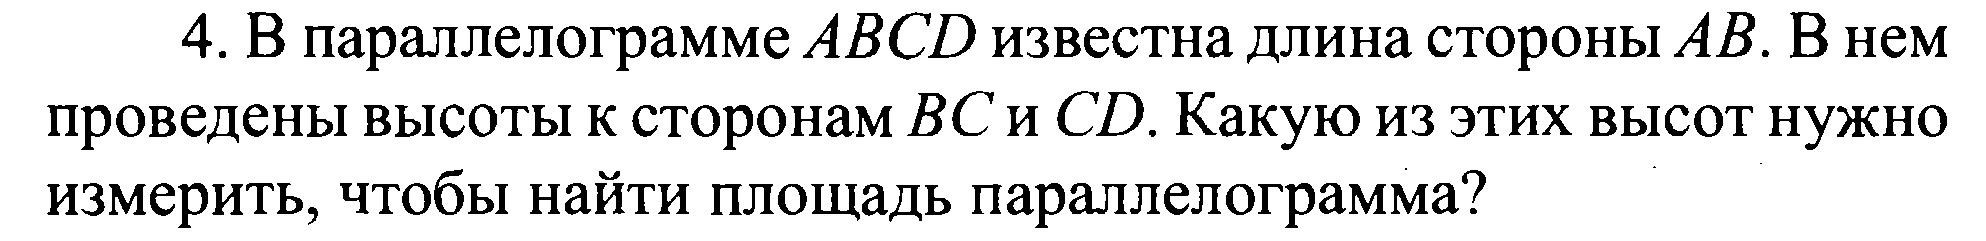 4. В параллелограмме ABCD известна длина стороны AB. В нем
проведены высоты к сторонам BC и CD. Какую из этих высот нужно
измерить, чтобы найти площадь параллелограмма?